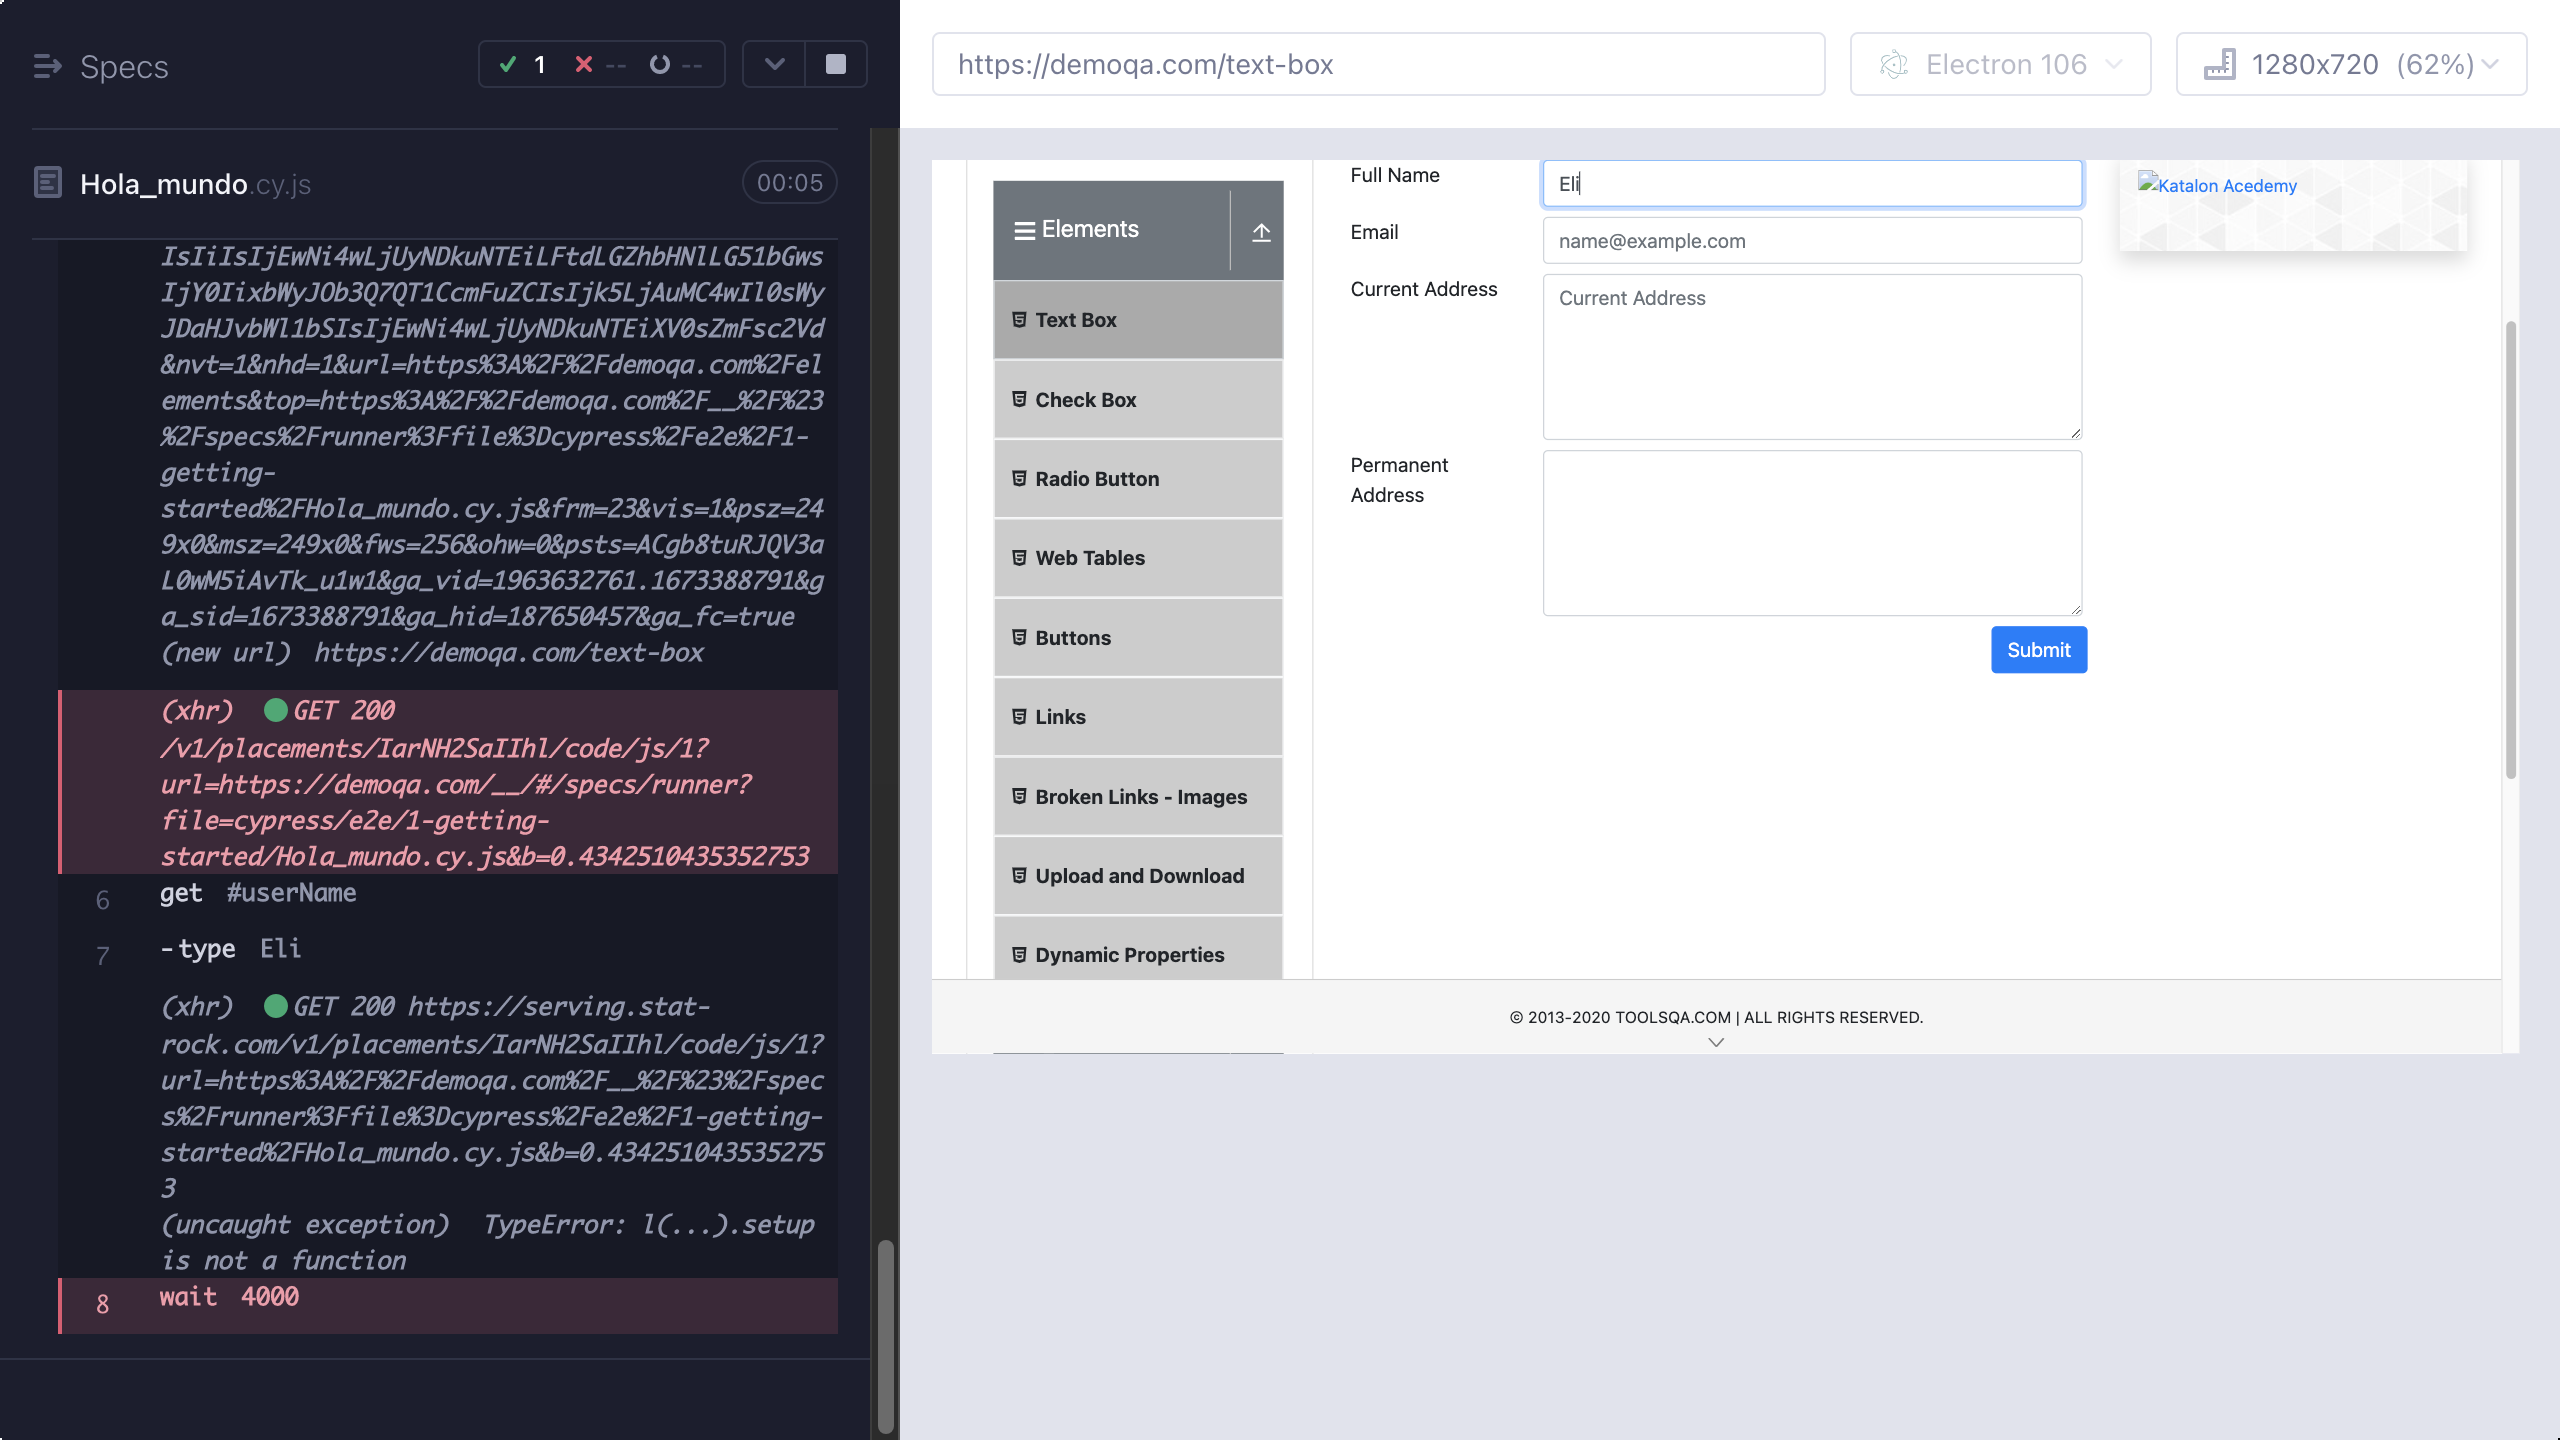 Specs
1 -- --
Hola_mundo.cy.js
00:05
IsIiIsIjEwNi4wLjUyNDkuNTEiLFtdLGZhbHNlLG51bGws
IjY0IixbWyJOb3Q7QT1CcmFuZCIsIjk5LjAuMC4wIl0sWy
JDaHJvbWl1bSIsIjEwNi4wLjUyNDkuNTEiXV0sZmFsc2Vd
&nvt=1&nhd=1&url=https%3A%2F%2Fdemoqa.com%2Fel
ements&top=https%3A%2F%2Fdemoqa.com%2F__%2F%23
%2Fspecs%2Frunner%3Ffile%3Dcypress%2Fe2e%2F1-
getting-
started%2FHola_mundo.cy.js&frm=23&vis=1&psz=24
9x0&msz=249x0&fws=256&ohw=0&psts=ACgb8tuRJQV3a
L0wM5iAvTk_u1w1&ga_vid=1963632761.1673388791&g
a_sid=1673388791&ga_hid=187650457&ga_fc=true
(new url) https://demoqa.com/text-box
(xhr) GET 200
/v1/placements/IarNH2SaIIhl/code/js/1?
url=https://demoqa.com/__/#/specs/runner?
file=cypress/e2e/1-getting-
started/Hola_mundo.cy.js&b=0.4342510435352753
6 get #userName
7 -type Eli
(xhr) GET 200 https://serving.stat-
rock.com/v1/placements/IarNH2SaIIhl/code/js/1?
url=https%3A%2F%2Fdemoqa.com%2F__%2F%23%2Fspec
s%2Frunner%3Ffile%3Dcypress%2Fe2e%2F1-getting-
started%2FHola_mundo.cy.js&b=0.434251043535275
3
(uncaught exception) TypeError: l(...).setup
is not a function
8 wait 4000
https://demoqa.com/text-box
Electron 106
1280x720 (62%)
Elements
Text Box
Check Box
Radio Button
Web Tables
Buttons
Links
Broken Links - Images
Upload and Download
Dynamic Properties
Full Name
Eli
Email
name@example.com
Current Address
Current Address
Permanent
Address
Submit
Katalon Acedemy
© 2013-2020 TOOLSQA.COM | ALL RIGHTS RESERVED.